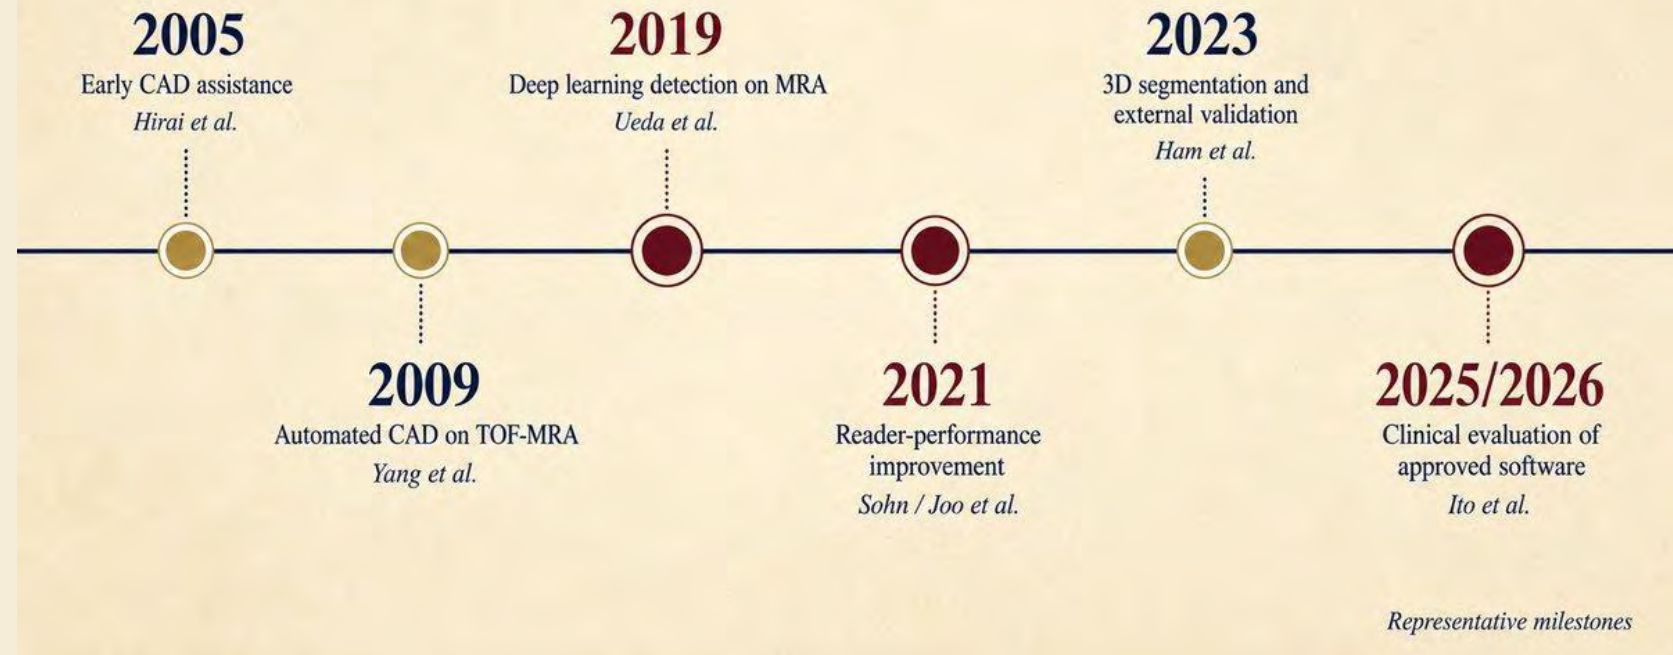 2005
Early CAD assistance
Hirai et al.
2009
Automated CAD on TOF-MRA
Yang et al.
2019
Deep learning detection on MRA
Ueda et al.
2021
Reader-performance
improvement
Sohn / Joo et al.
2023
3D segmentation and
external validation
Ham et al.
2025/2026
Clinical evaluation of
approved software
Ito et al.
Representative milestones